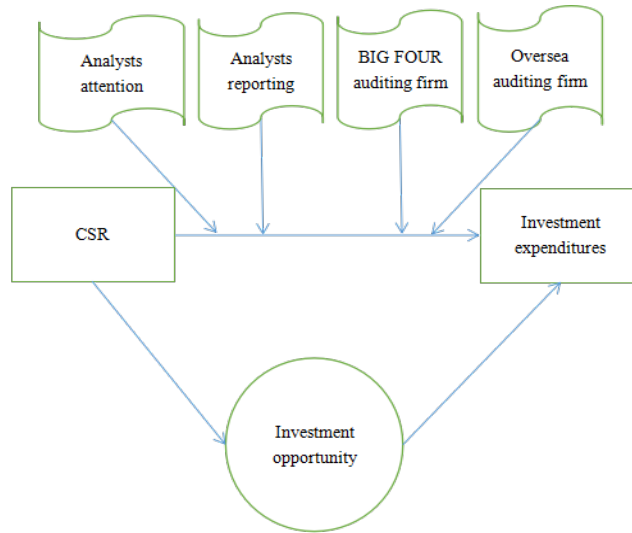 Analysts
attention
Analysts
reporting
BIG FOUR
auditing firm
Oversea
auditing firm
CSR
Investment
expenditures
Investment
opportunity